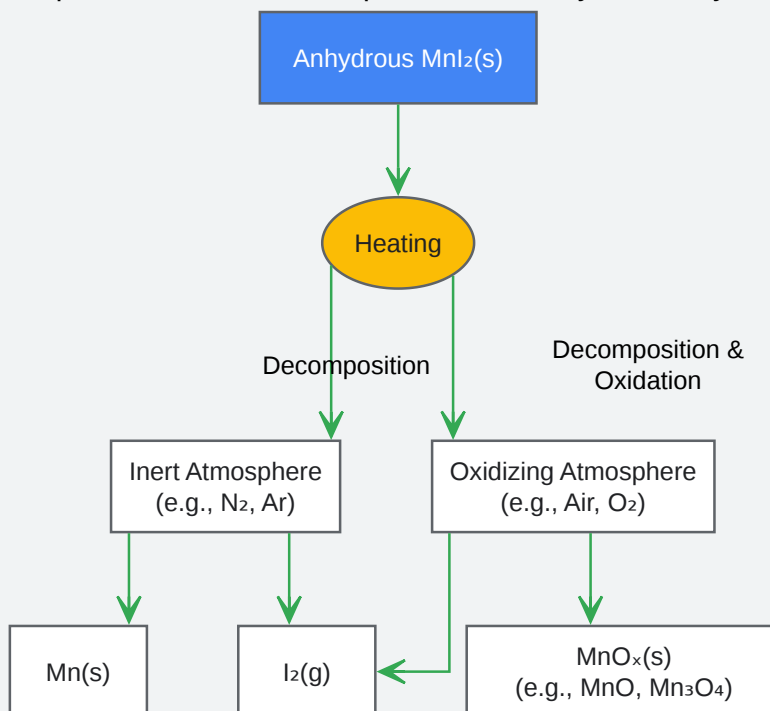 Anhydrous MnI₂(s)
Heating
Decomposition
Decomposition &
Oxidation
Inert Atmosphere
(e.g., N₂, Ar)
Oxidizing Atmosphere
(e.g., Air, O₂)
Mn(s)
I₂(g)
MnOₓ(s)
(e.g., MnO, Mn₃O₄)